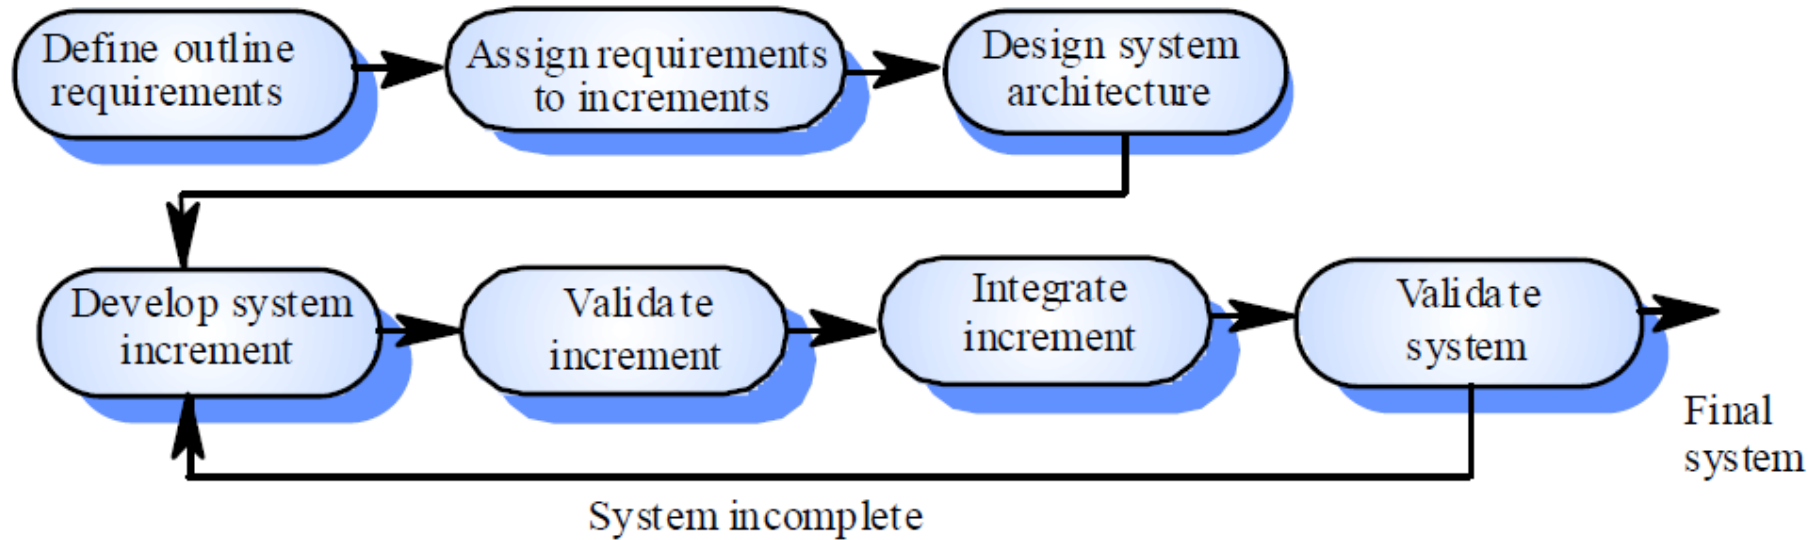 Define outline
requirements
Assign requirements
to increments
Design system
architecture
Develop system
increment
Validate
increment
Integrate
increment
Validate
system
Final
system
System incomplete